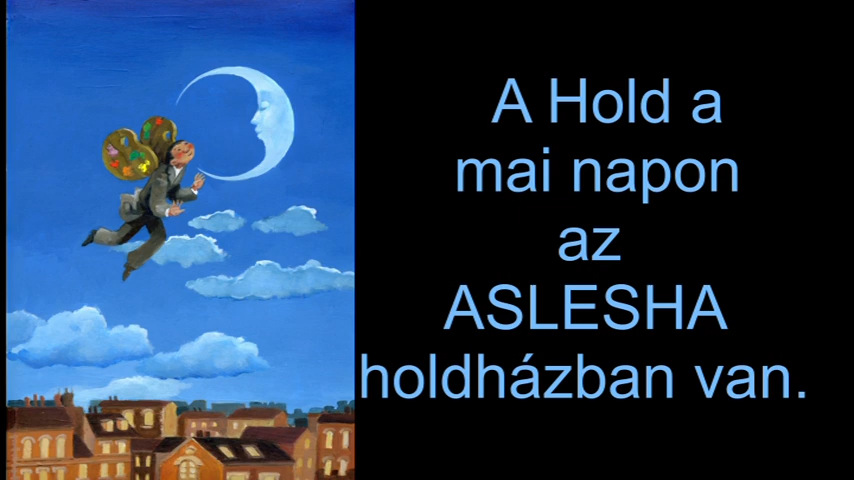 A Hold a
mai napon
az
ASLESHA
holdházban van.